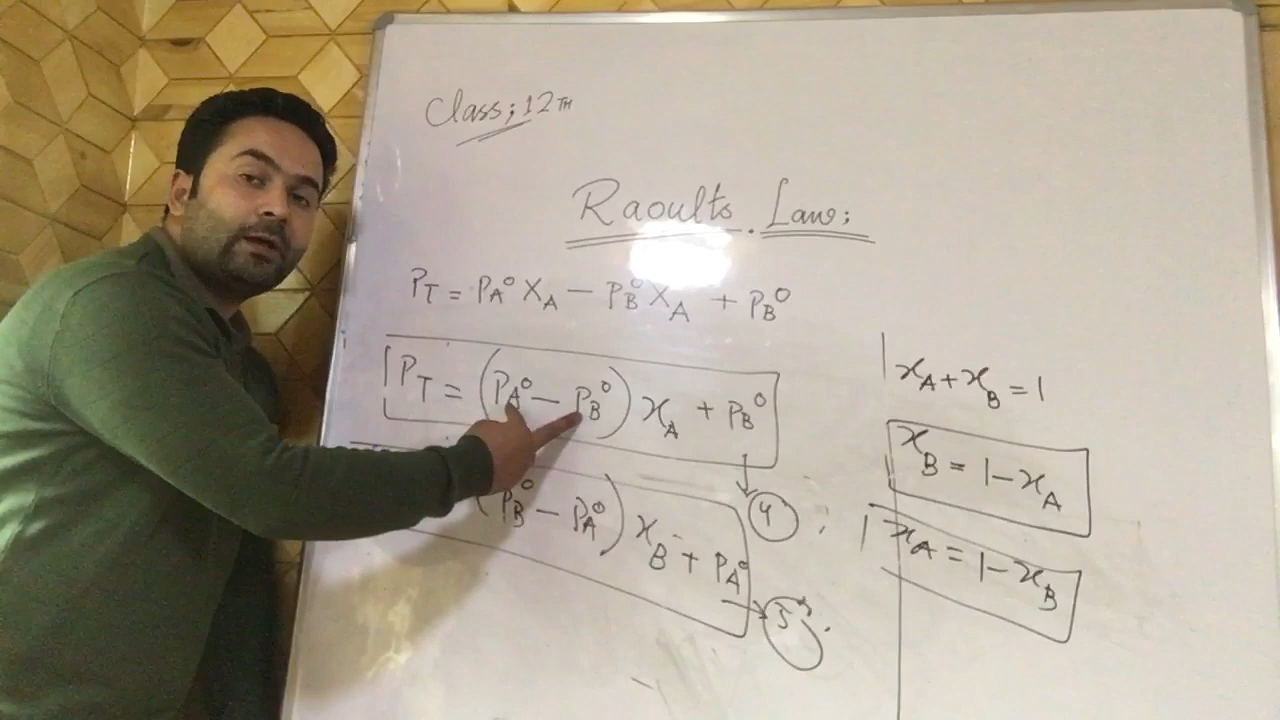 Class; 12TH
Raoults Law;
PT = PA° XA − PB° XA + PB°
PT = (PA° − PB°) xA + PB°
4
(PB° − PA°) xB + PA°
5
xA + xB = 1
xB = 1 − xA
xA = 1 − xB